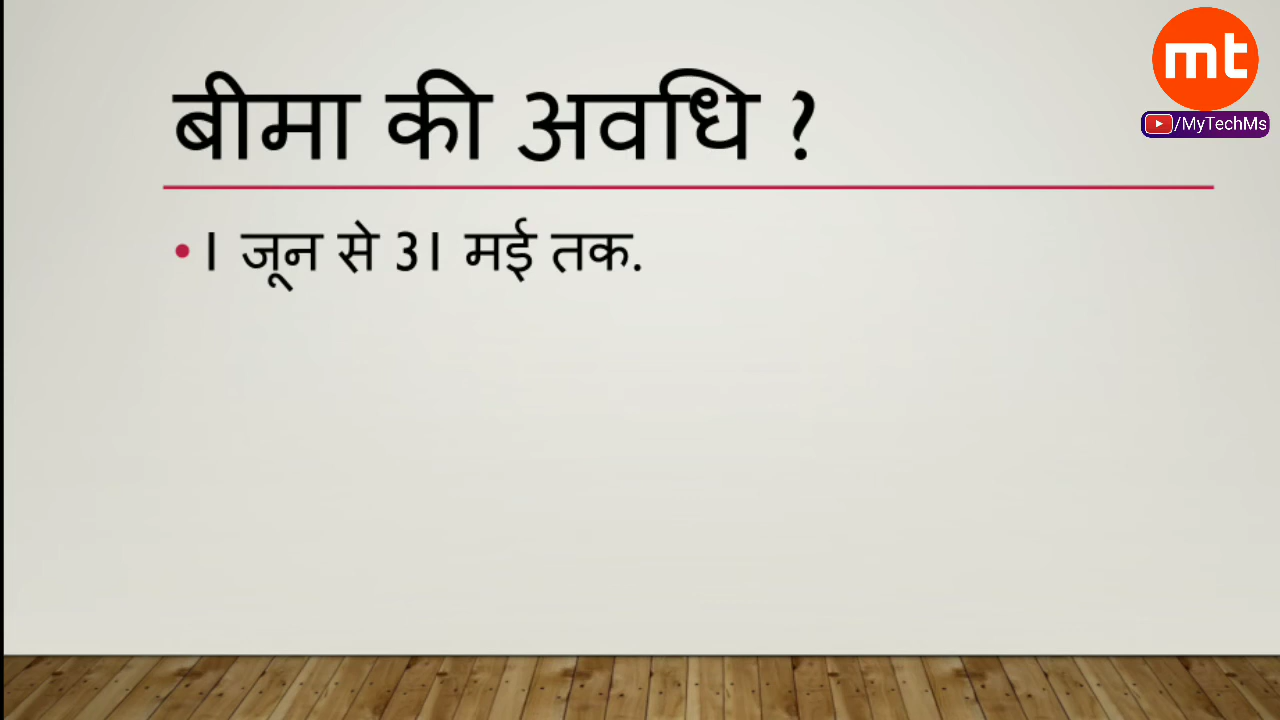 mt
/MyTechMs
बीमा की अवधि ?
• 1 जून से 31 मई तक.